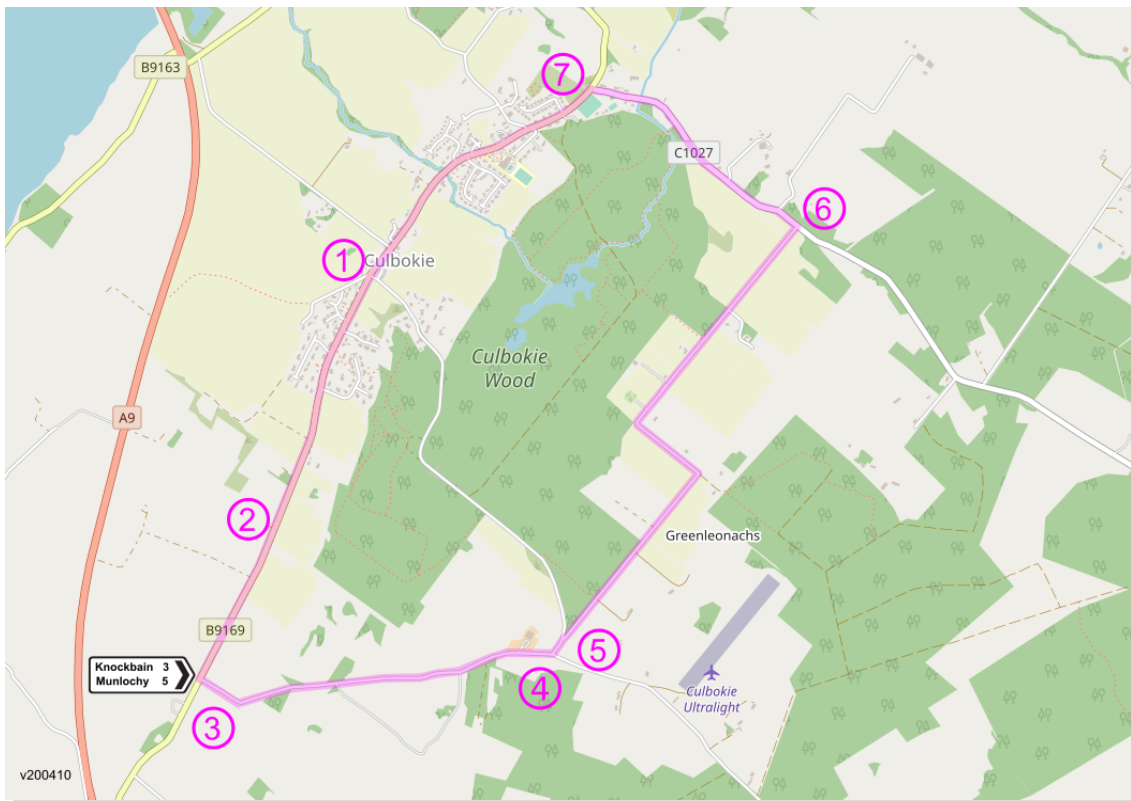 B9163
7
C1027
6
1
Culbokie
Culbokie
Wood
A9
2
Greenleonachs
B9169
Knockbain 3
Munlochy 5
5
4
Culbokie
Ultralight
3
v200410